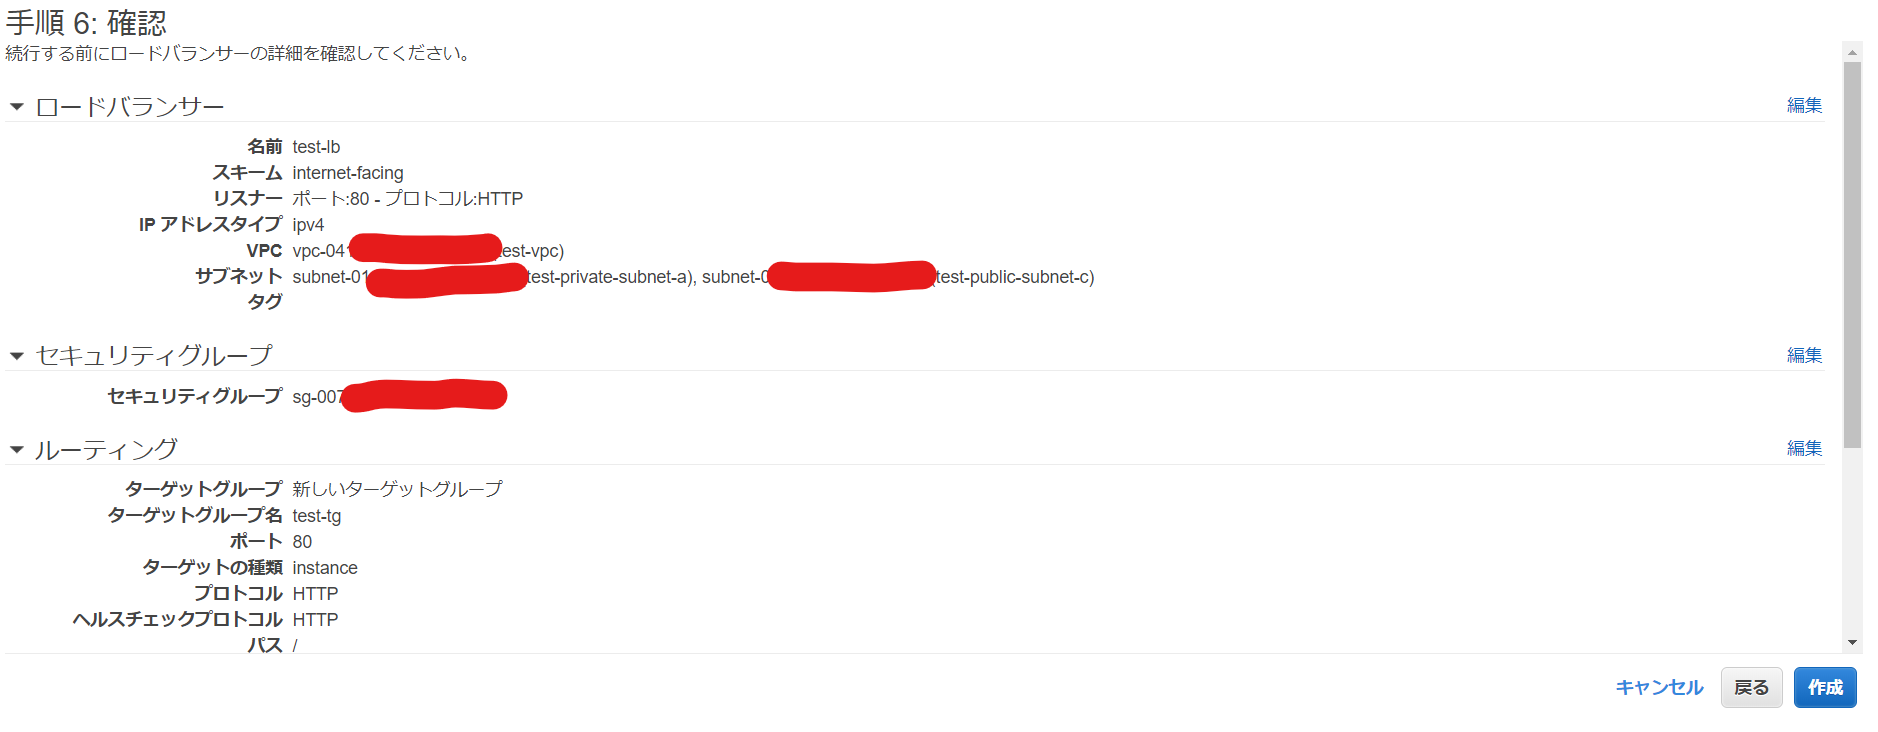 手順 6: 確認
続行する前にロードバランサーの詳細を確認してください。
ロードバランサー 編集
名前 test-lb
スキーム internet-facing
リスナー ポート:80 - プロトコル:HTTP
IP アドレスタイプ ipv4
VPC vpc-04 est-vpc)
サブネット subnet-01 test-private-subnet-a), subnet-0 (test-public-subnet-c)
タグ
セキュリティグループ 編集
セキュリティグループ sg-007
ルーティング 編集
ターゲットグループ 新しいターゲットグループ
ターゲットグループ名 test-tg
ポート 80
ターゲットの種類 instance
プロトコル HTTP
ヘルスチェックプロトコル HTTP
パス /
キャンセル 戻る 作成